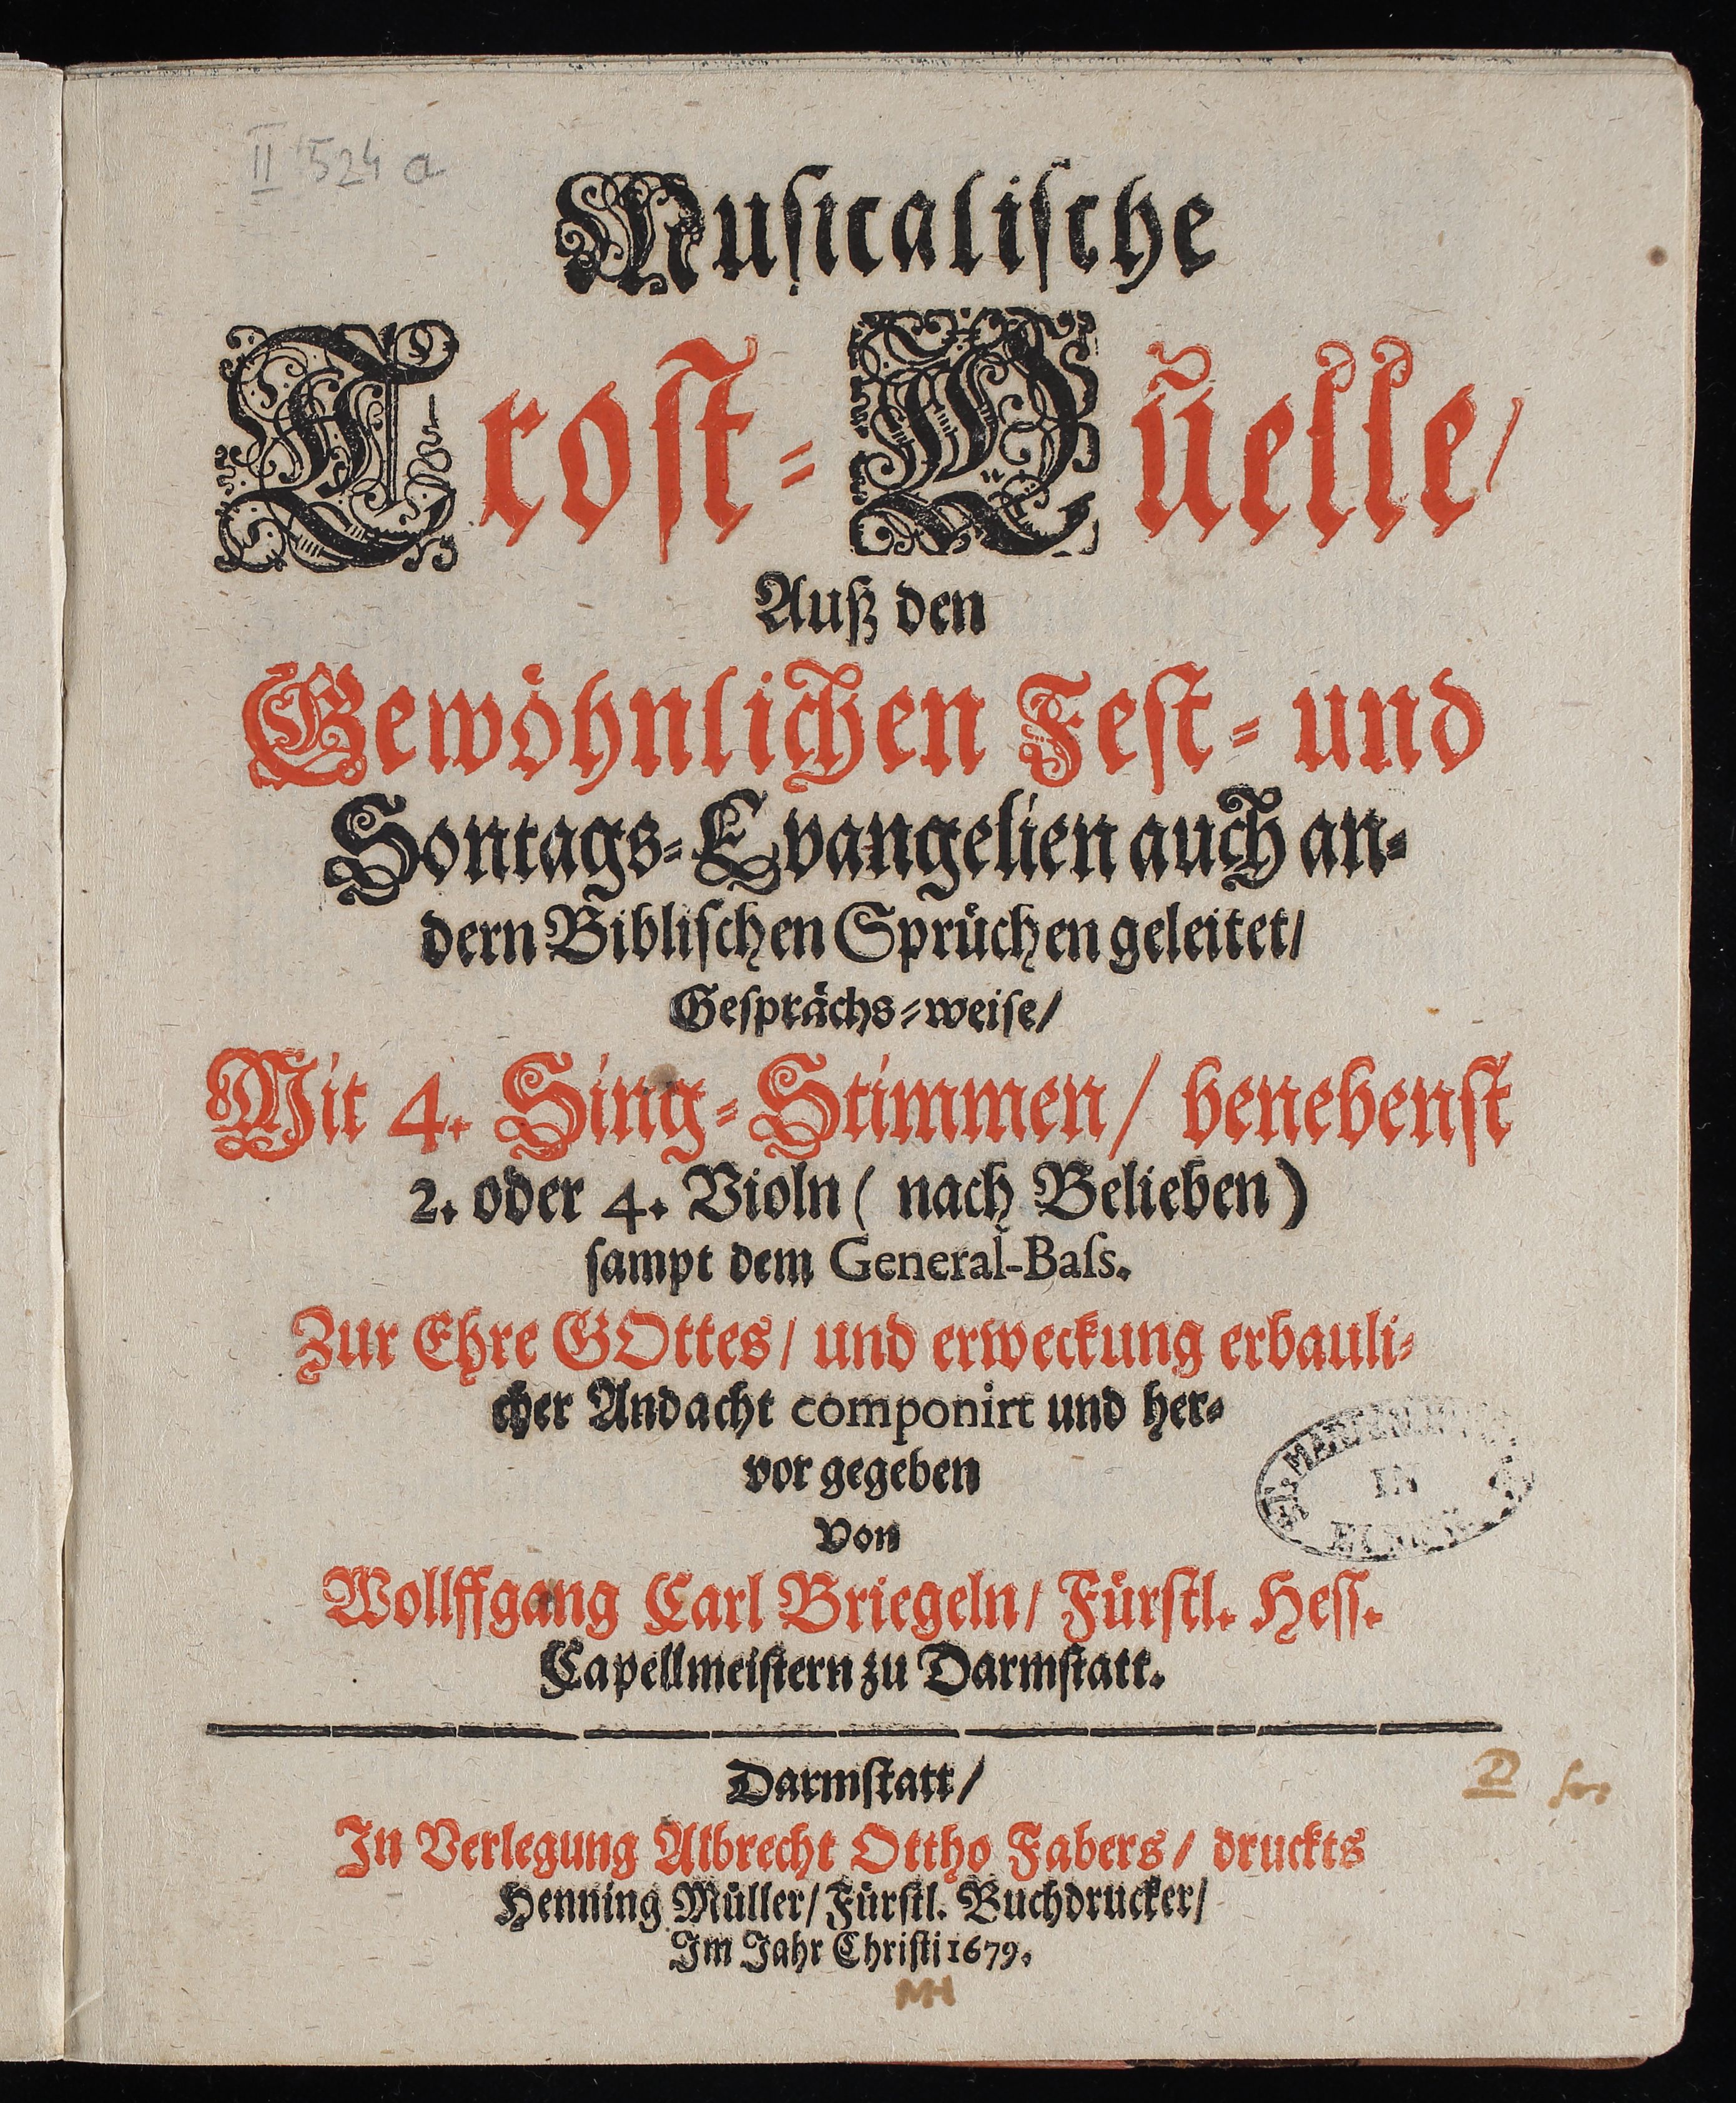 II 524 a
Musicalische
Trost-Quelle/
Auß den
Gewöhnlichen Fest- und
Sontags-Evangelien auch an-
dern Biblischen Sprüchen geleitet/
Gesprächs-weise/
Mit 4. Sing-Stimmen/ benebenst
2. oder 4. Violn ( nach Belieben)
sampt dem General-Bass.
Zur Ehre GOttes/ und erweckung erbauli-
cher Andacht componirt und her-
vor gegeben
Von
Wollffgang Carl Briegeln/ Fürstl. Hess.
Capellmeistern zu Darmstatt.
IN
Darmstatt/
In Verlegung Albrecht Ottho Fabers/ druckts
Henning Müller/ Fürstl. Buchdrucker/
Im Jahr Christi 1679.
MH